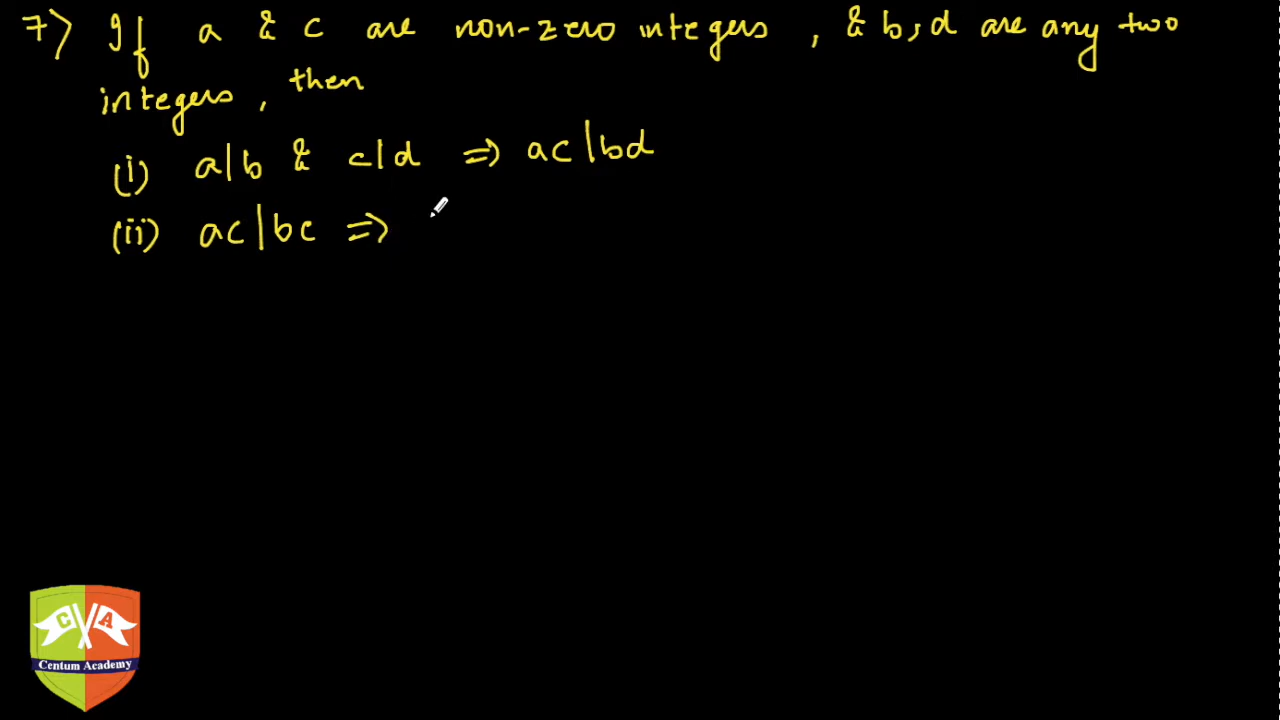 7) If a & c are non-zero integers, & b, d are any two
integers, then
(i) a|b & c|d => ac|bd
(ii) ac|bc =>
C A
Centum Academy